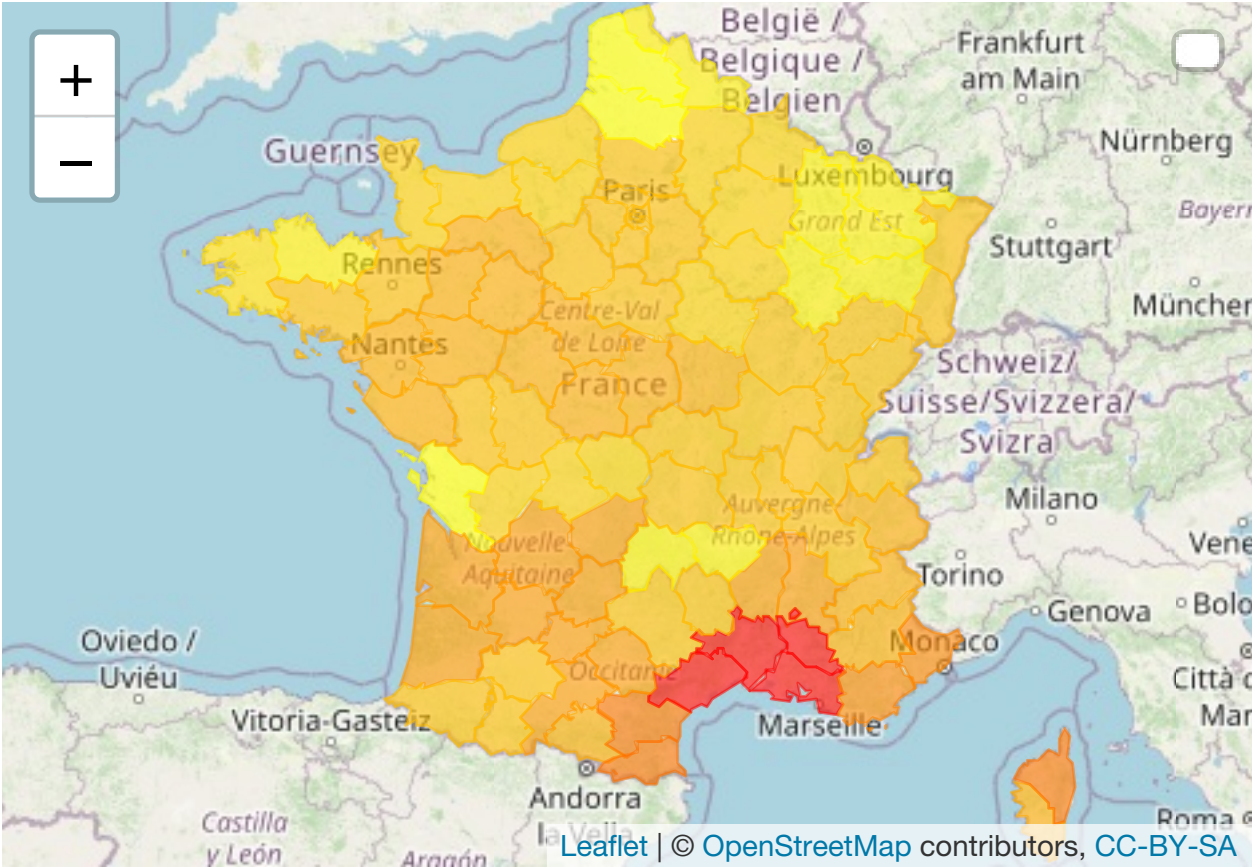 België /
Belgique /
Belgien
Frankfurt
am Main
Nürnberg
Guernsey
Luxembourg
Paris
Grand Est
Bayern
Stuttgart
Rennes
Müncher
Centre-Val
de Loire
Nantes
France
Schweiz/
Suisse/Svizzera/
Svizra
Milano
Auvergne-
Rhône-Alpes
Vene
Nouvelle-
Aquitaine
Torino
Genova
Bolo
Oviedo /
Uviéu
Monaco
Occitanie
Città d
Mar
Vitoria-Gasteiz
Marseille
Andorra
la Vella
Castilla
y León
Aragón
Roma
+
−
Leaflet | © OpenStreetMap contributors, CC-BY-SA